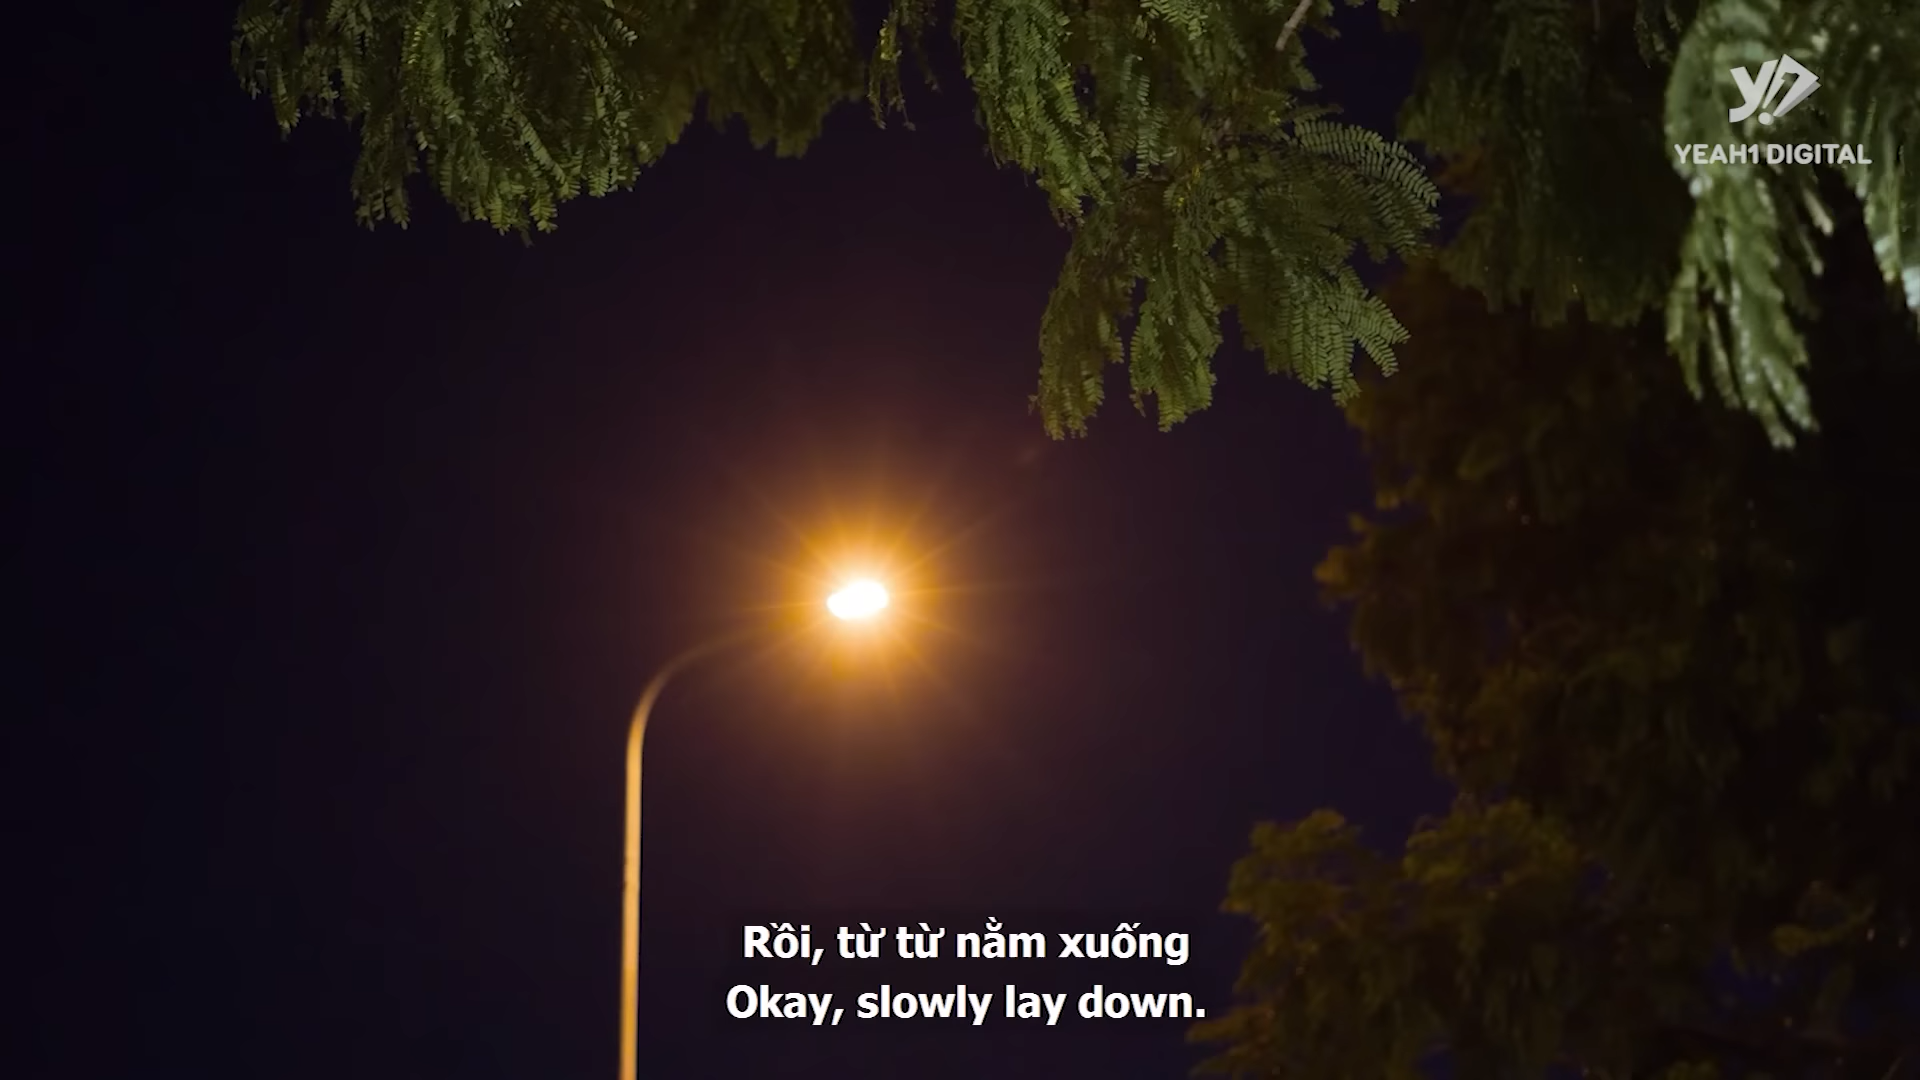 YEAH1 DIGITAL
Rồi, từ từ nằm xuống
Okay, slowly lay down.